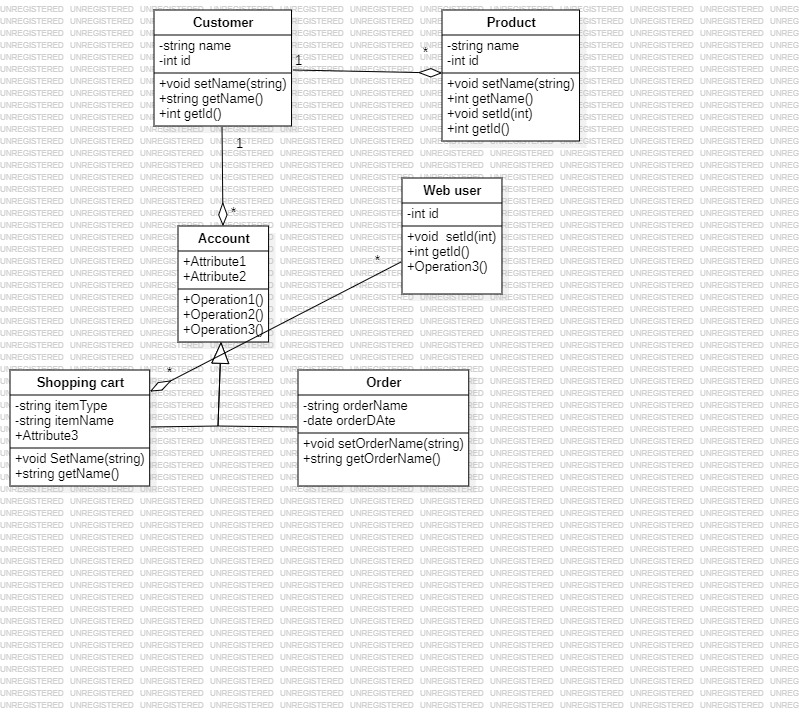 Customer
-string name
-int id
+void setName(string)
+string getName()
+int getId()
Product
-string name
-int id
+void setName(string)
+int getName()
+void setId(int)
+int getId()
1
*
1
*
Account
+Attribute1
+Attribute2
+Operation1()
+Operation2()
+Operation3()
Web user
-int id
+void  setId(int)
+int getId()
+Operation3()
*
*
Shopping cart
-string itemType
-string itemName
+Attribute3
+void SetName(string)
+string getName()
Order
-string orderName
-date orderDAte
+void setOrderName(string)
+string getOrderName()
UNREGISTERED